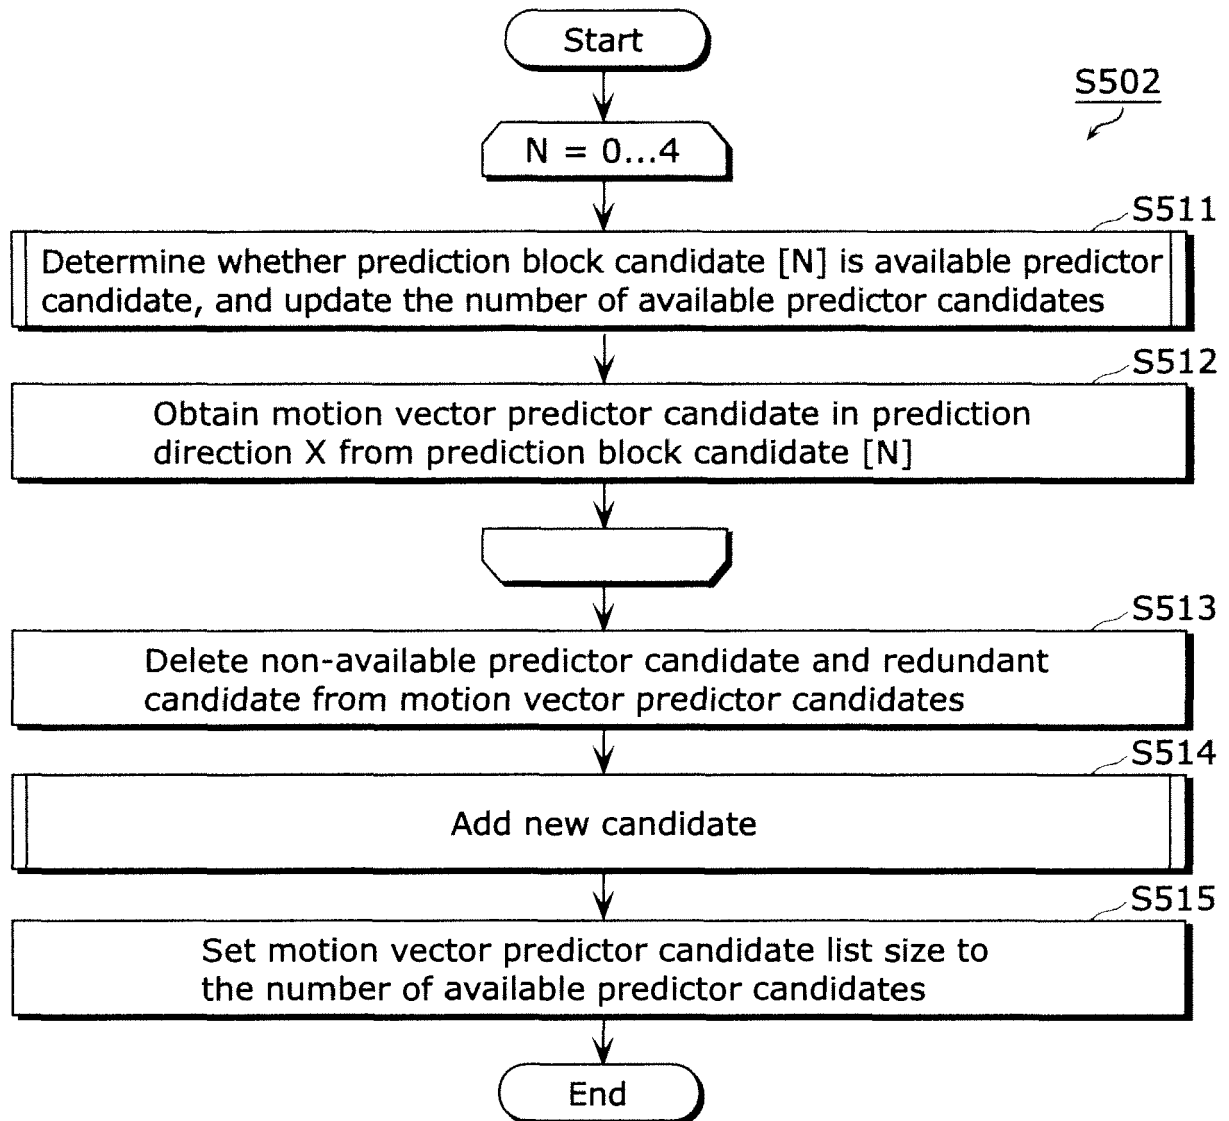 Start
S502
N = 0...4
S511
Determine whether prediction block candidate [N] is available predictor
candidate, and update the number of available predictor candidates
S512
Obtain motion vector predictor candidate in prediction
direction X from prediction block candidate [N]
S513
Delete non-available predictor candidate and redundant
candidate from motion vector predictor candidates
S514
Add new candidate
S515
Set motion vector predictor candidate list size to
the number of available predictor candidates
End